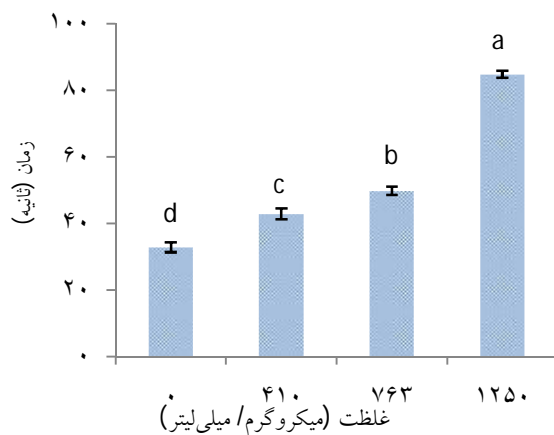 ۱۰۰
۸۰
۶۰
۴۰
۲۰
۰
زمان (ثانیه)
d
c
b
a
۰ ۴۱۰ ۷۶۳ ۱۲۵۰
غلظت (میکروگرم/ میلی‌لیتر)